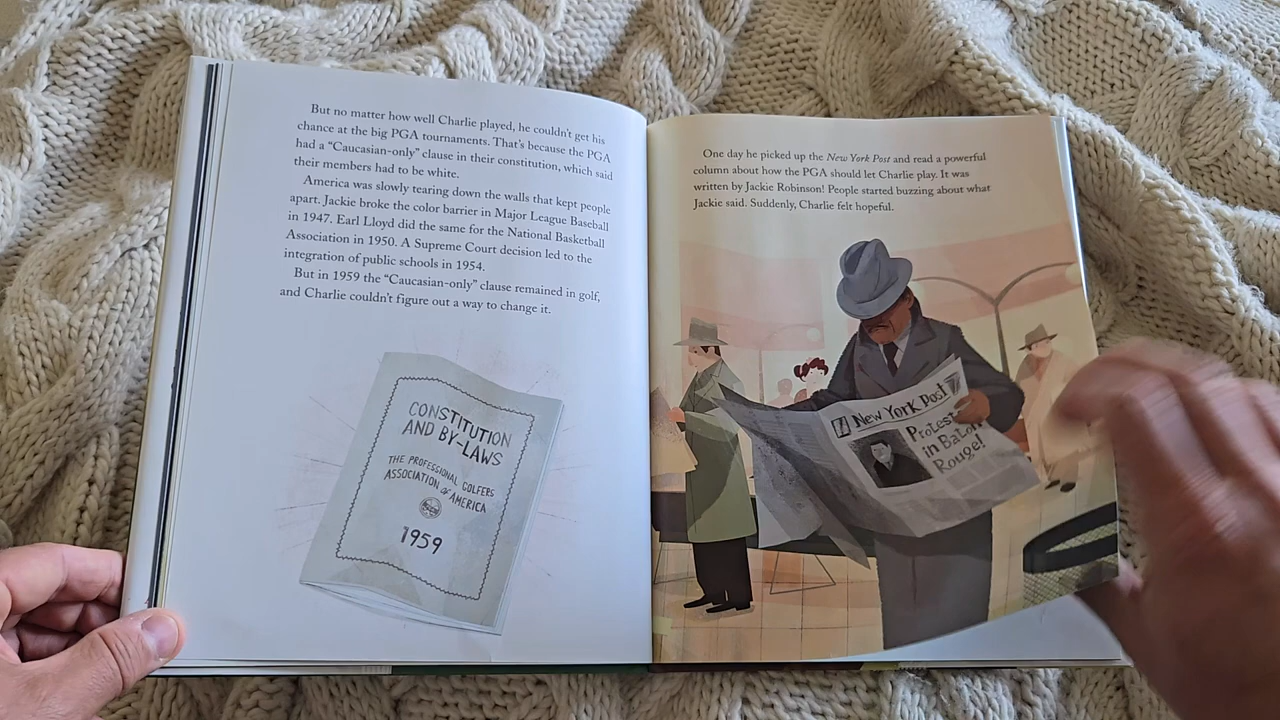 But no matter how well Charlie played, he couldn't get his
chance at the big PGA tournaments. That's because the PGA
had a "Caucasian-only" clause in their constitution, which said
their members had to be white.
America was slowly tearing down the walls that kept people
apart. Jackie broke the color barrier in Major League Baseball
in 1947. Earl Lloyd did the same for the National Basketball
Association in 1950. A Supreme Court decision led to the
integration of public schools in 1954.
But in 1959 the "Caucasian-only" clause remained in golf,
and Charlie couldn't figure out a way to change it.
CONSTITUTION
AND BY-LAWS
THE PROFESSIONAL GOLFERS
ASSOCIATION of AMERICA
1959
One day he picked up the New York Post and read a powerful
column about how the PGA should let Charlie play. It was
written by Jackie Robinson! People started buzzing about what
Jackie said. Suddenly, Charlie felt hopeful.
New York Post
Protest
in Baton
Rouge!